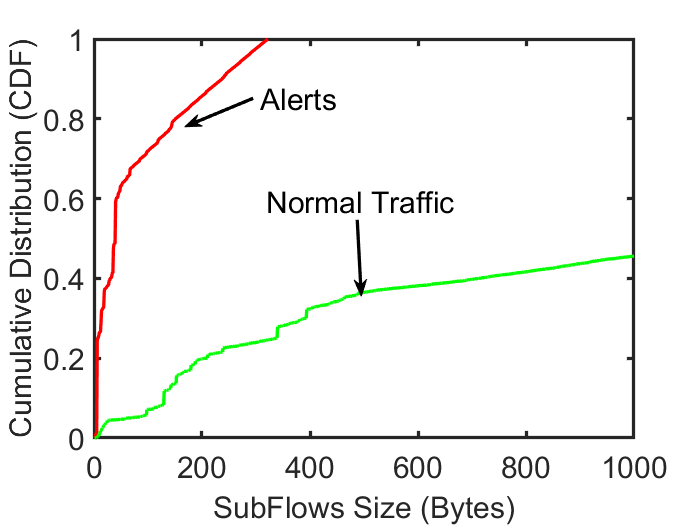 1
0.8
0.6
0.4
0.2
0
Cumulative Distribution (CDF)
Alerts
Normal Traffic
0 200 400 600 800 1000
SubFlows Size (Bytes)